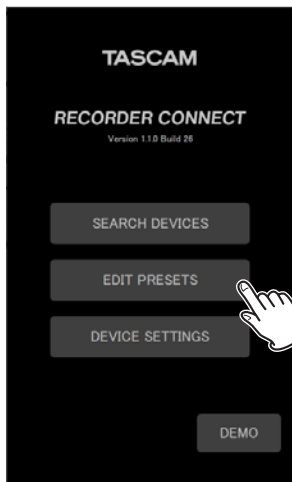 TASCAM
RECORDER CONNECT
Version 1.1.0 Build 26
SEARCH DEVICES
EDIT PRESETS
DEVICE SETTINGS
DEMO